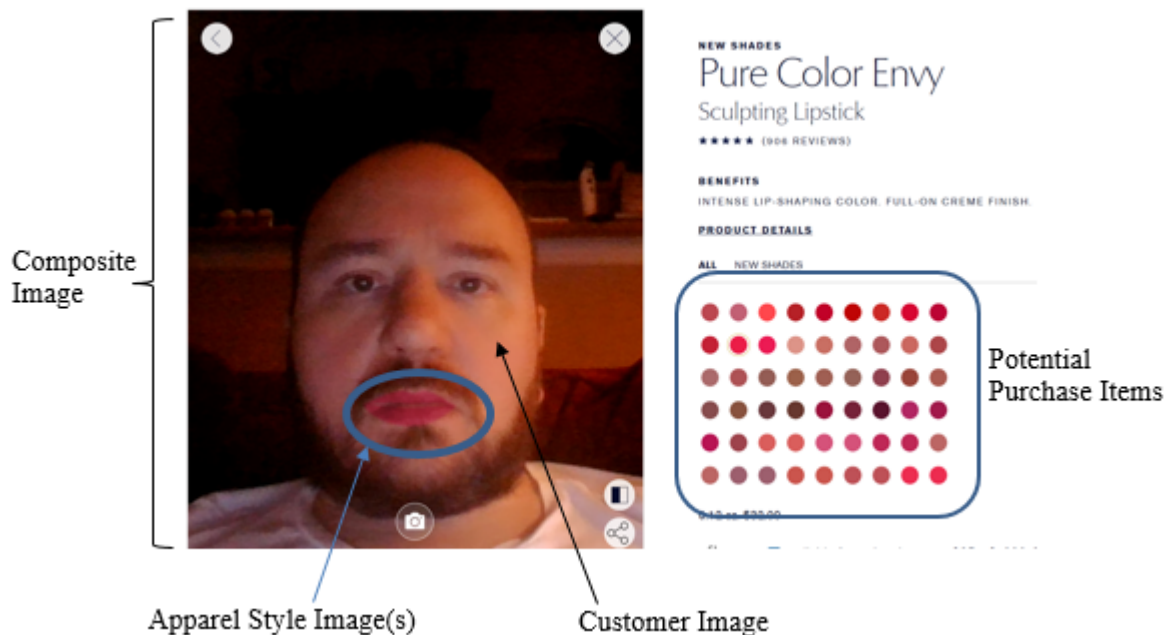 NEW SHADES
Pure Color Envy
Sculpting Lipstick
★★★★★ (906 REVIEWS)
BENEFITS
INTENSE LIP-SHAPING COLOR. FULL-ON CREME FINISH.
PRODUCT DETAILS
ALL NEW SHADES
Composite
Image
Potential
Purchase Items
Apparel Style Image(s)
Customer Image